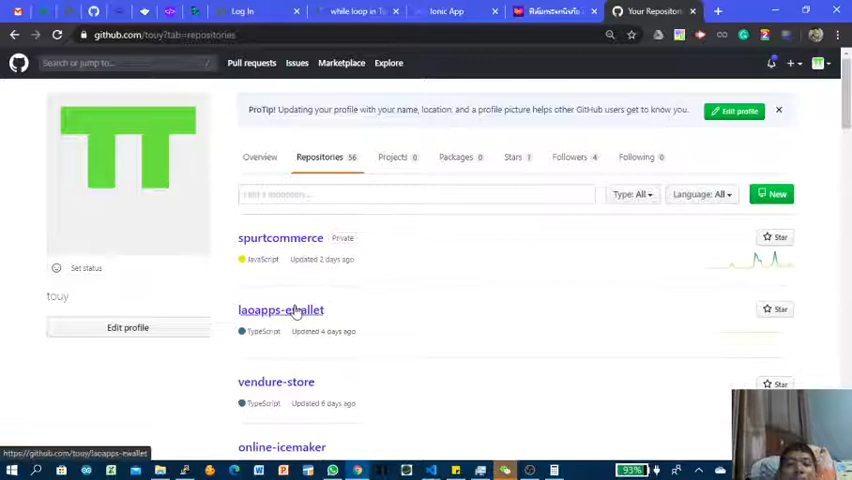 Log In
while loop in T
Ionic App
Your Repositor
github.com/touy?tab=repositories
Search or jump to...
/
Pull requests
Issues
Marketplace
Explore
ProTip! Updating your profile with your name, location, and a profile picture helps other GitHub users get to know you.
Edit profile
Overview
Repositories 56
Projects 0
Packages 0
Stars 1
Followers 4
Following 0
Type: All
Language: All
New
spurtcommerce
Private
Star
JavaScript
Updated 2 days ago
Set status
touy
Edit profile
laoapps-ewallet
Star
TypeScript
Updated 4 days ago
vendure-store
Star
TypeScript
Updated 6 days ago
online-icemaker
https://github.com/touy/laoapps-ewallet
93%